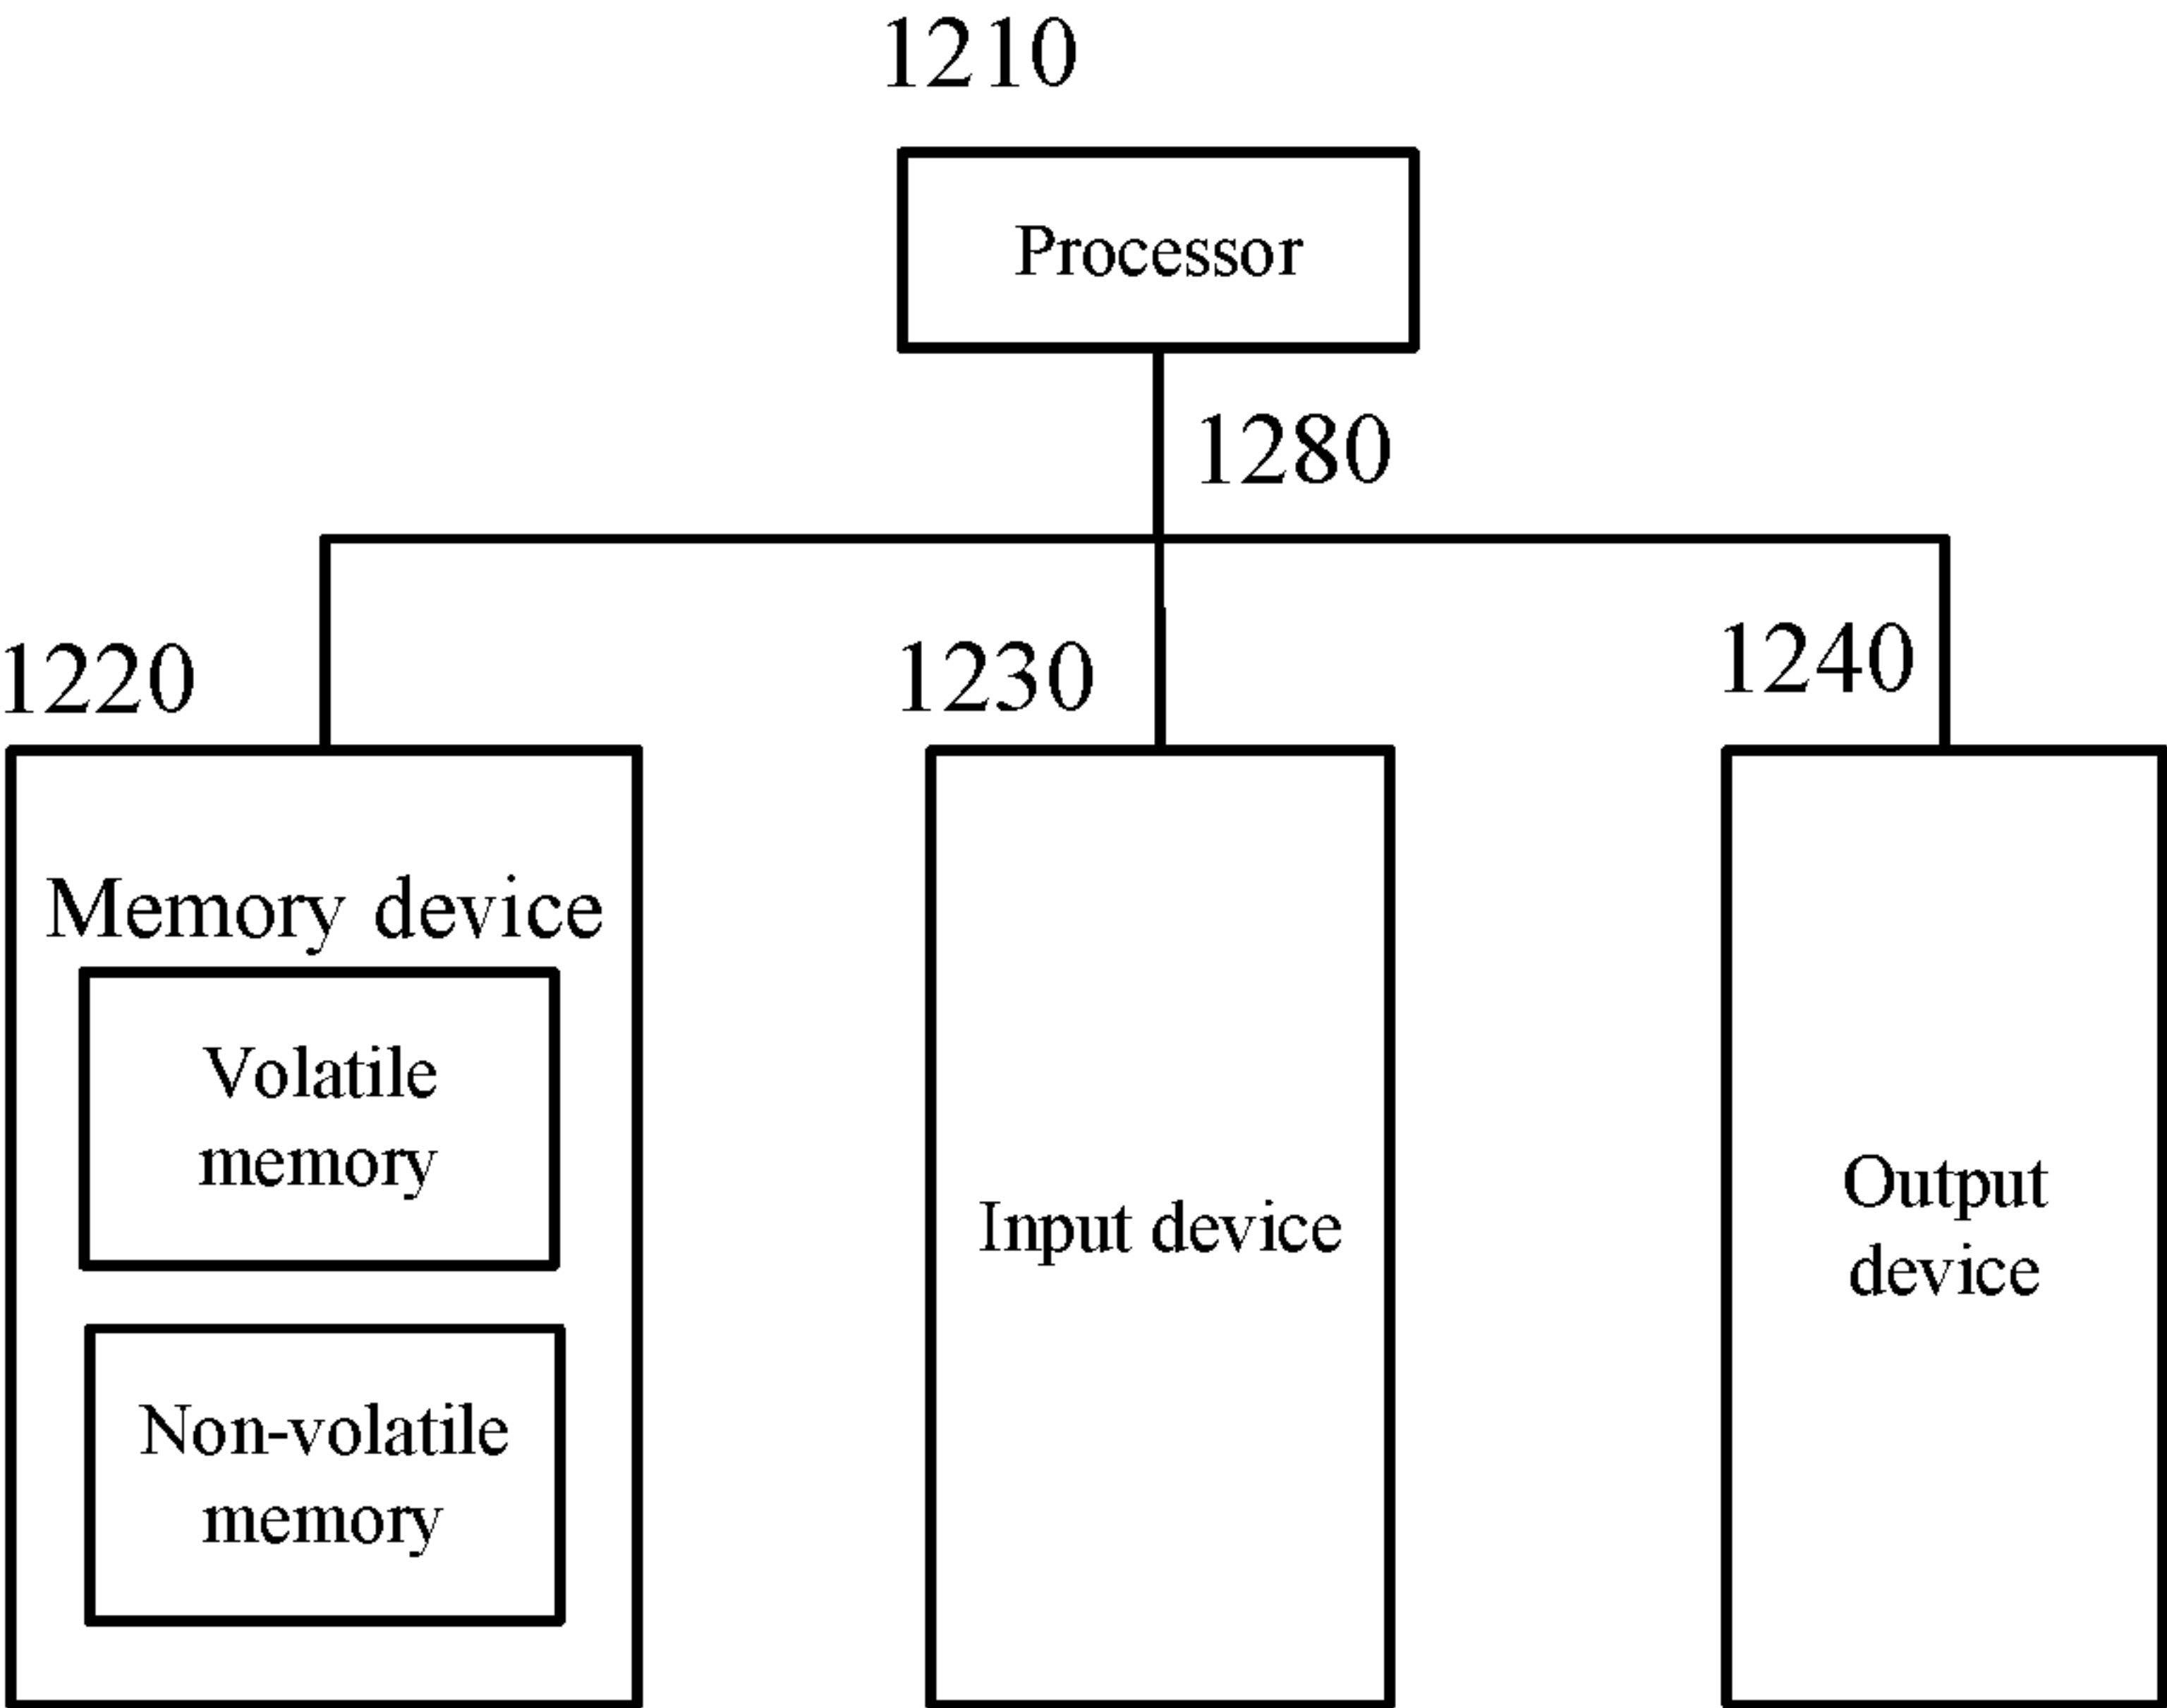 1210
Processor
1280
1220
1230
1240
Memory device
Volatile
memory
Non-volatile
memory
Input device
Output
device